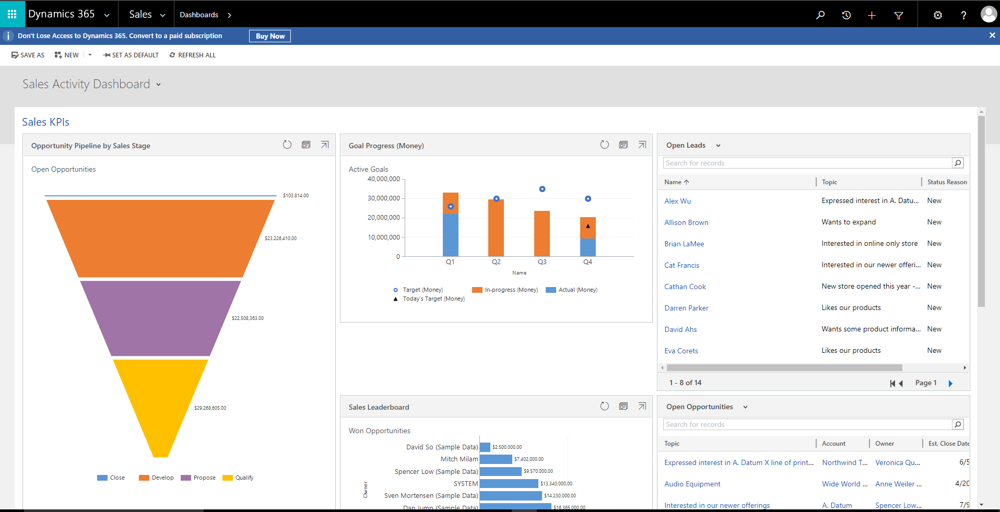 Dynamics 365 Sales Dashboards
Don't Lose Access to Dynamics 365. Convert to a paid subscription Buy Now
SAVE AS NEW SET AS DEFAULT REFRESH ALL
Sales Activity Dashboard
Sales KPIs
Opportunity Pipeline by Sales Stage
Open Opportunities
$103,814.00
$23,226,410.00
$22,508,363.00
$29,268,605.00
Close Develop Propose Qualify
Goal Progress (Money)
Active Goals
40,000,000
30,000,000
20,000,000
10,000,000
0
Q1 Q2 Q3 Q4
Name
Target (Money) In-progress (Money) Actual (Money)
Today's Target (Money)
Sales Leaderboard
Won Opportunities
Owner
David So (Sample Data) $2,500,000.00
Mitch Milam $7,402,000.00
Spencer Low (Sample Data) $9,570,000.00
SYSTEM $13,340,000.00
Sven Mortensen (Sample Data) $14,230,000.00
Dan Jump (Sample Data) $16,365,000.00
Open Leads
Search for records
Name Topic Status Reason
Alex Wu Expressed interest in A. Datu... New
Allison Brown Wants to expand New
Brian LaMee Interested in online only store New
Cat Francis Interested in our newer offeri... New
Cathan Cook New store opened this year -... New
Darren Parker Likes our products New
David Ahs Wants some product informa... New
Eva Corets Likes our products New
1 - 8 of 14 Page 1
Open Opportunities
Search for records
Topic Account Owner Est. Close Date
Expressed interest in A. Datum X line of print... Northwind T... Veronica Qu... 6/5
Audio Equipment Wide World ... Anne Weiler ... 4/20
Interested in our newer offerings A. Datum Spencer Low... 7/9